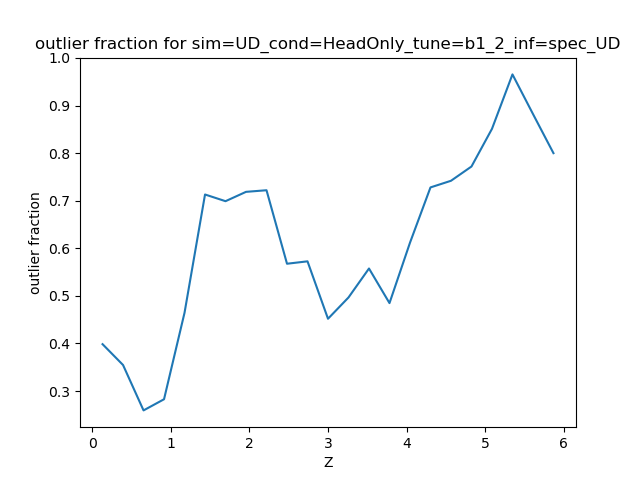 outlier fraction for sim=UD_cond=HeadOnly_tune=b1_2_inf=spec_UD
1.0
0.9
0.8
0.7
0.6
0.5
0.4
0.3
outlier fraction
0 1 2 3 4 5 6
Z